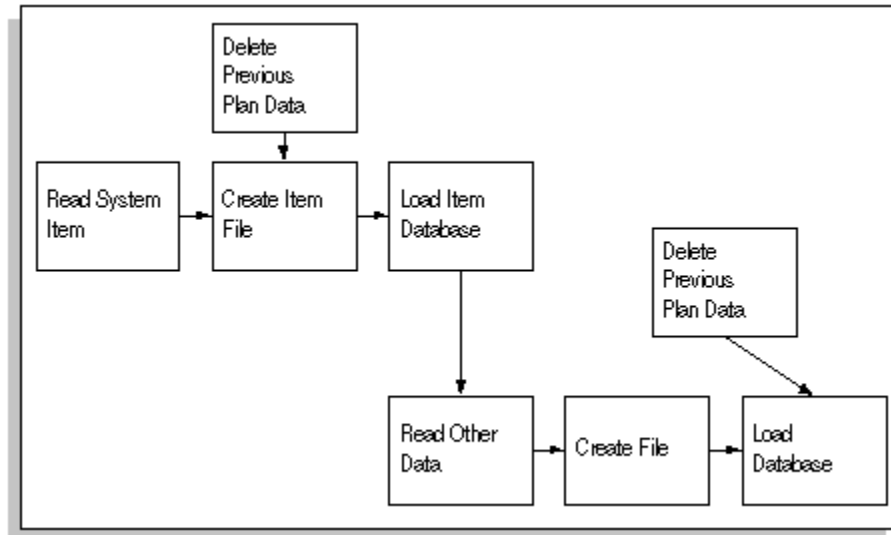 Delete
Previous
Plan Data
Read System
Item
Create Item
File
Load Item
Database
Delete
Previous
Plan Data
Read Other
Data
Create File
Load
Database